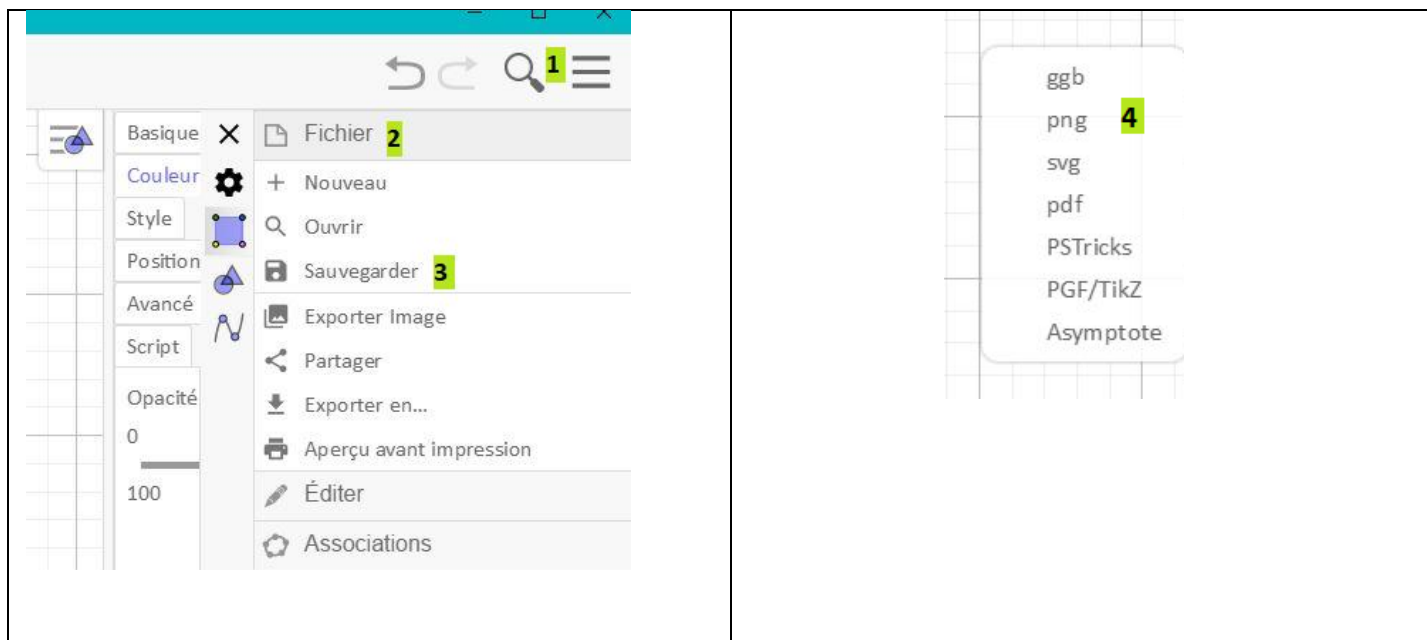 1
Basique
Fichier 2
Couleur
Nouveau
Style
Ouvrir
Position
Sauvegarder 3
Avancé
Exporter Image
Script
Partager
Opacité
Exporter en...
0
Aperçu avant impression
100
Éditer
Associations
ggb
png 4
svg
pdf
PSTricks
PGF/TikZ
Asymptote